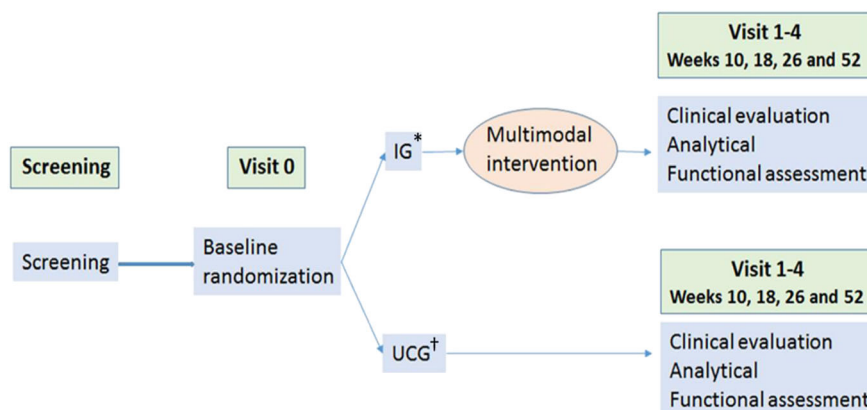 Visit 1-4
Weeks 10, 18, 26 and 52
Clinical evaluation
Analytical
Functional assessment
IG*
Multimodal
intervention
Screening
Visit 0
Screening
Baseline
randomization
Visit 1-4
Weeks 10, 18, 26 and 52
UCG†
Clinical evaluation
Analytical
Functional assessment